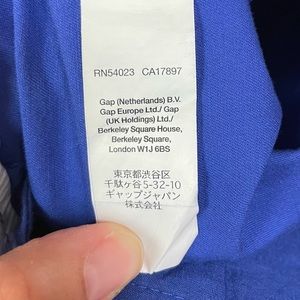 RN54023 CA17897
Gap (Netherlands) B.V.
Gap Europe Ltd./ Gap
(UK Holdings) Ltd./
Berkeley Square House,
Berkeley Square,
London W1J 6BS
東京都渋谷区
千駄ヶ谷5-32-10
ギャップジャパン
株式会社